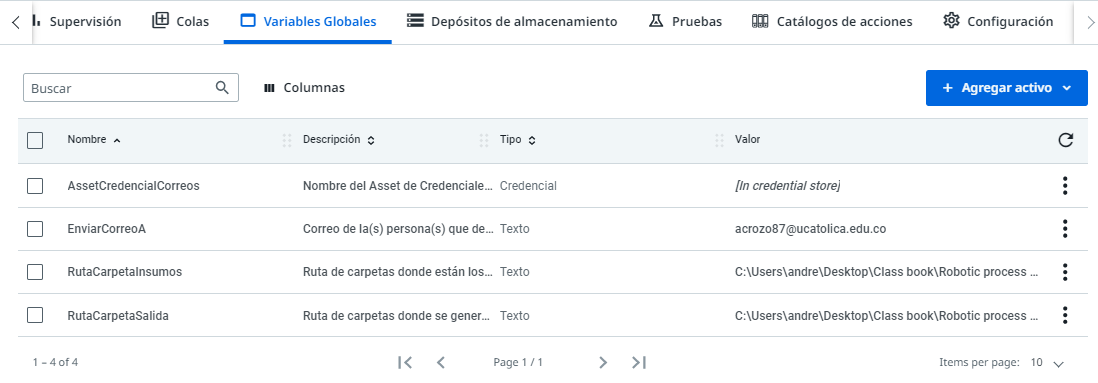 Supervisión Colas Variables Globales Depósitos de almacenamiento Pruebas Catálogos de acciones Configuración
Buscar Columnas + Agregar activo
Nombre Descripción Tipo Valor
AssetCredencialCorreos Nombre del Asset de Credenciale... Credencial [In credential store]
EnviarCorreoA Correo de la(s) persona(s) que de... Texto acrozo87@ucatolica.edu.co
RutaCarpetaInsumos Ruta de carpetas donde están los... Texto C:\Users\andre\Desktop\Class book\Robotic process ...
RutaCarpetaSalida Ruta de carpetas donde se gener... Texto C:\Users\andre\Desktop\Class book\Robotic process ...
1 – 4 of 4 Page 1 / 1 Items per page: 10